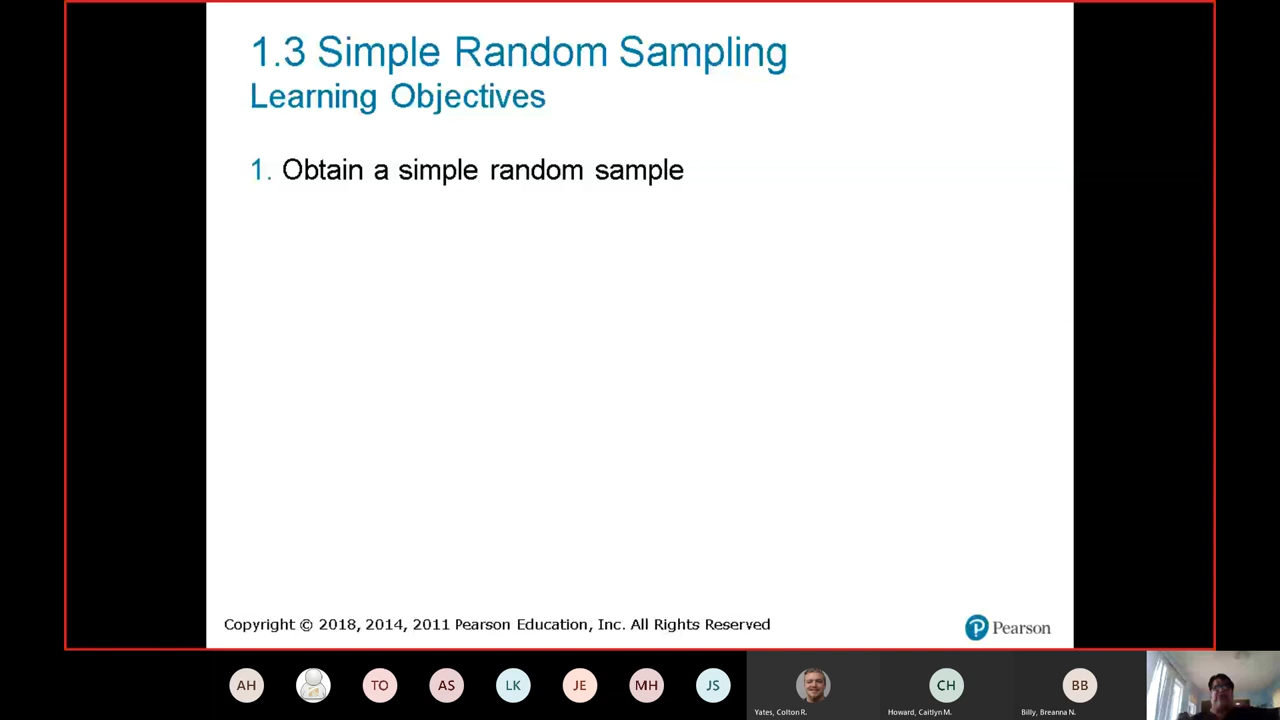 1.3 Simple Random Sampling
Learning Objectives
1. Obtain a simple random sample
Copyright © 2018, 2014, 2011 Pearson Education, Inc. All Rights Reserved
Pearson
AH
TO
AS
LK
JE
MH
JS
CH
BB
Yates, Colton R.
Howard, Caitlyn M.
Billy, Breanna N.